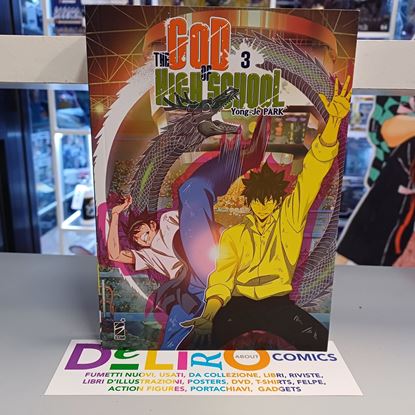 THE GOD OF
HIGH SCHOOL
3
Yong-Je PARK
DeLiRO
ABOUT COMICS
FUMETTI NUOVI, USATI, DA COLLEZIONE, LIBRI, RIVISTE,
LIBRI D'ILLUSTRAZIONI, POSTERS, DVD, T-SHIRTS, FELPE,
ACTION FIGURES, PORTACHIAVI, GADGETS